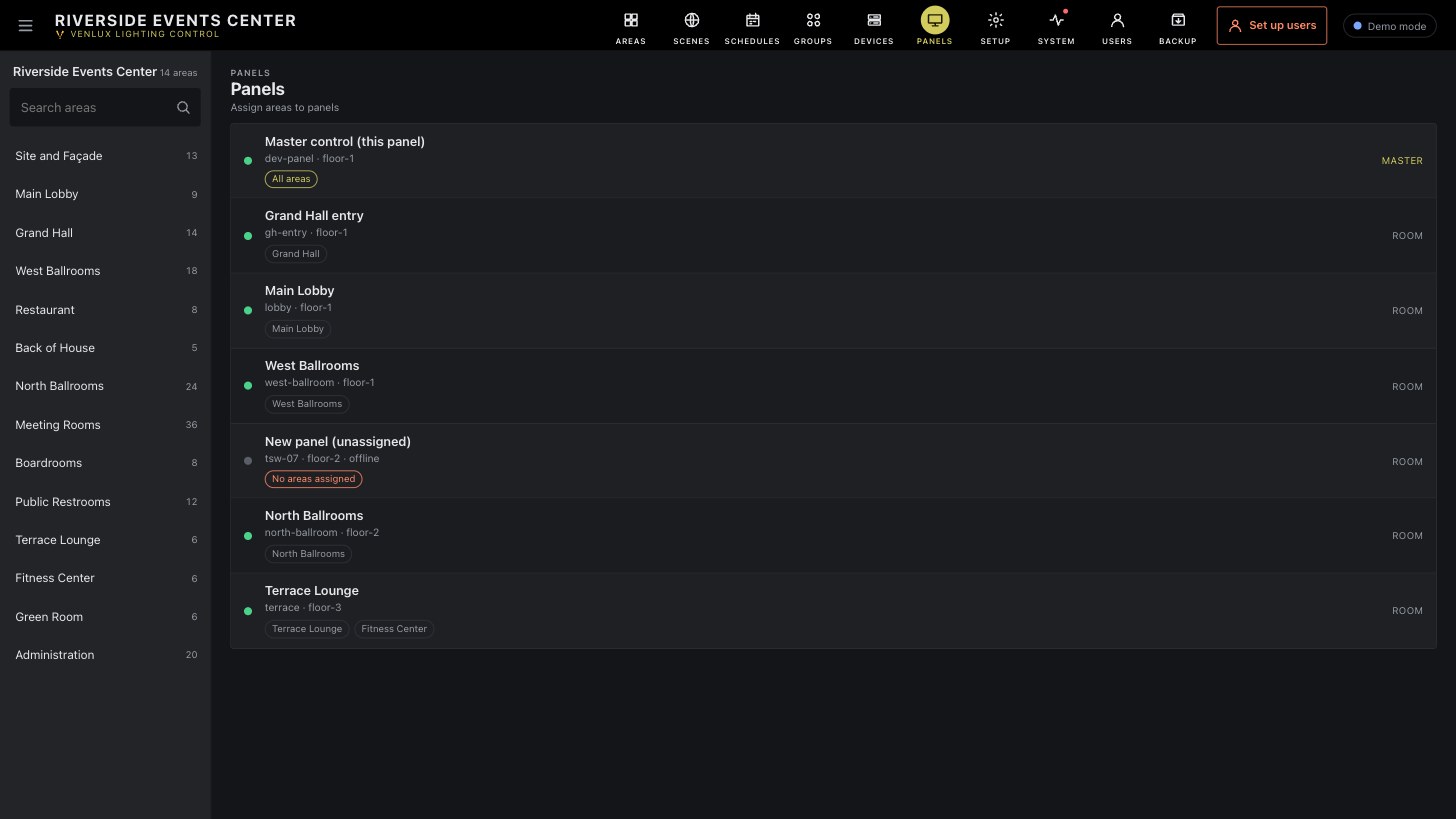 RIVERSIDE EVENTS CENTER
VENLUX LIGHTING CONTROL
AREAS
SCENES
SCHEDULES
GROUPS
DEVICES
PANELS
SETUP
SYSTEM
USERS
BACKUP
Set up users
Demo mode
Riverside Events Center 14 areas
Search areas
Site and Façade 13
Main Lobby 9
Grand Hall 14
West Ballrooms 18
Restaurant 8
Back of House 5
North Ballrooms 24
Meeting Rooms 36
Boardrooms 8
Public Restrooms 12
Terrace Lounge 6
Fitness Center 6
Green Room 6
Administration 20
PANELS
Panels
Assign areas to panels
Master control (this panel)
dev-panel · floor-1
All areas
MASTER
Grand Hall entry
gh-entry · floor-1
Grand Hall
ROOM
Main Lobby
lobby · floor-1
Main Lobby
ROOM
West Ballrooms
west-ballroom · floor-1
West Ballrooms
ROOM
New panel (unassigned)
tsw-07 · floor-2 · offline
No areas assigned
ROOM
North Ballrooms
north-ballroom · floor-2
North Ballrooms
ROOM
Terrace Lounge
terrace · floor-3
Terrace Lounge Fitness Center
ROOM